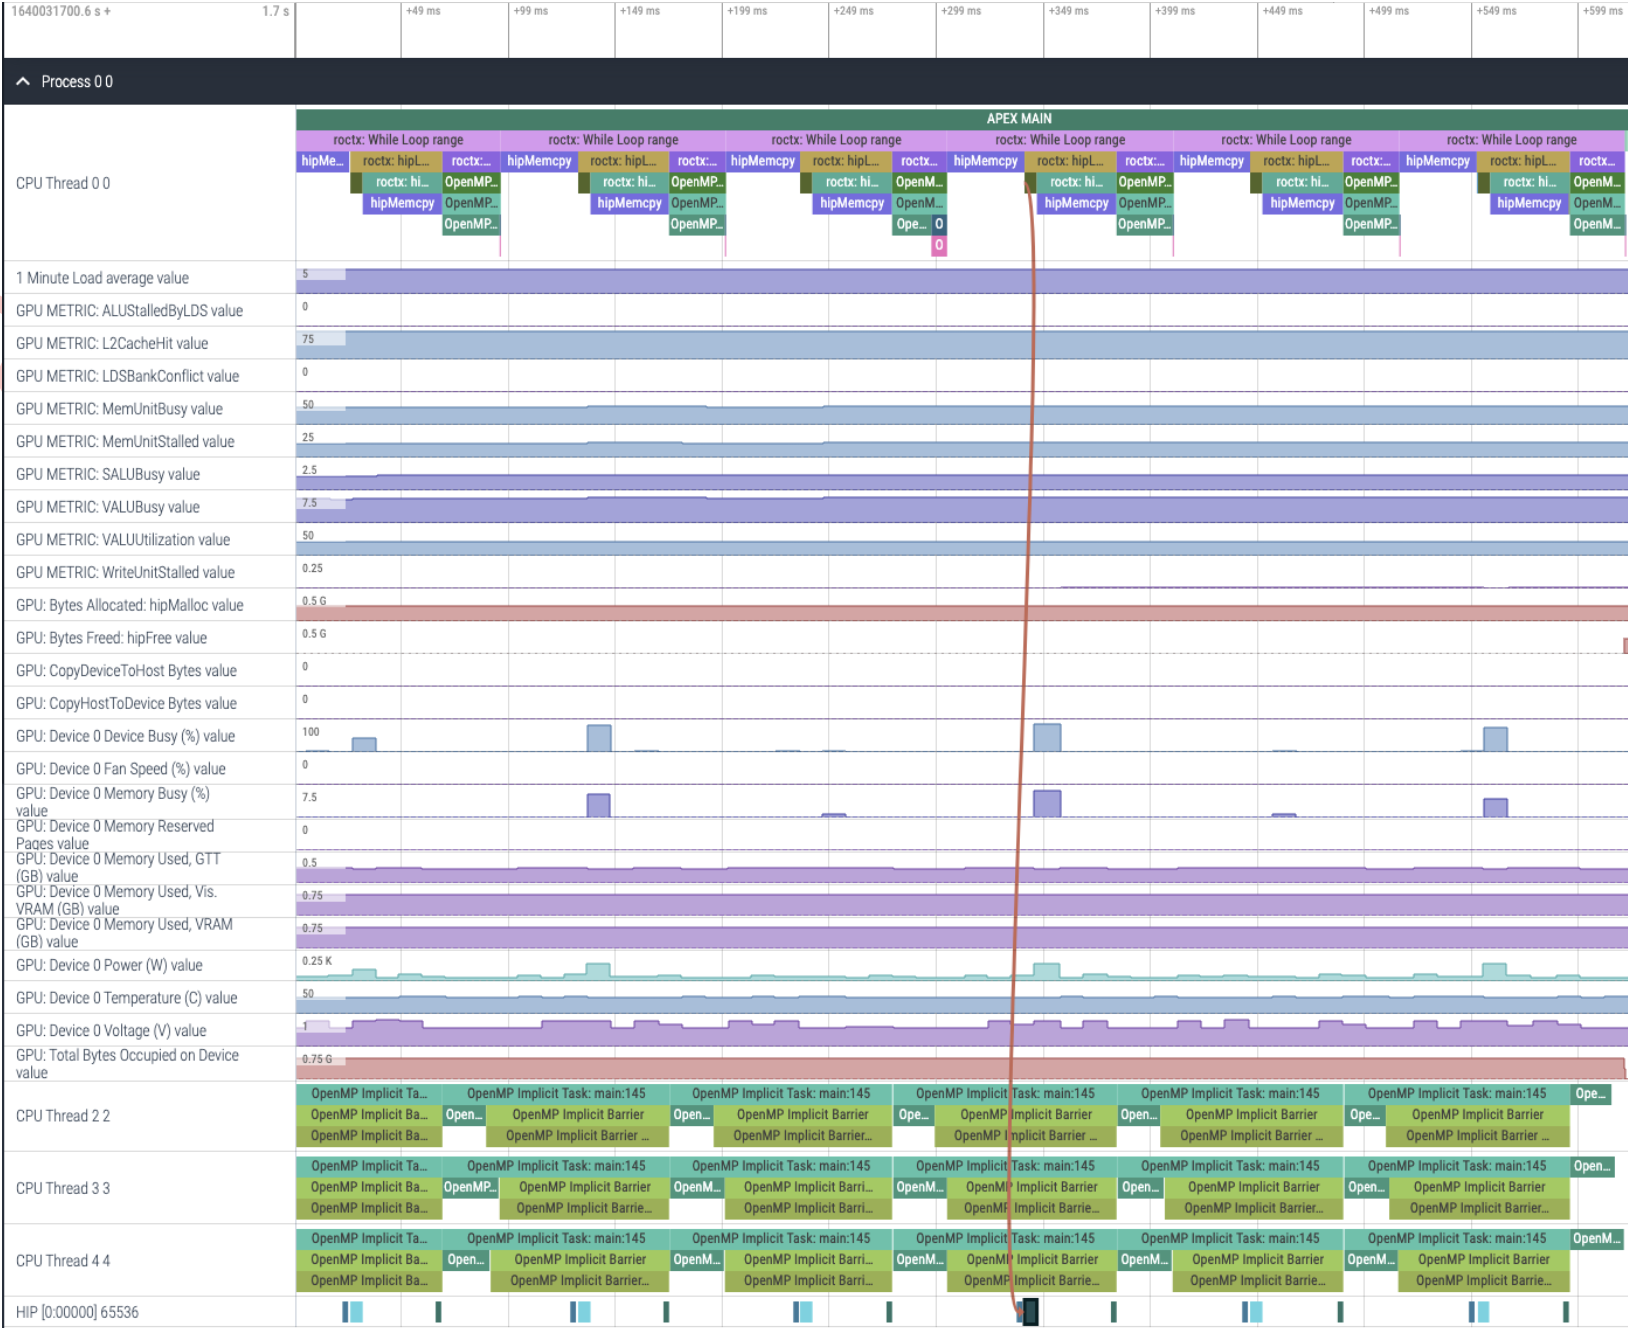 1640031700.6 s + 1.7 s +49 ms +99 ms +149 ms +199 ms +249 ms +299 ms +349 ms +399 ms +449 ms +499 ms +549 ms +599 ms
Process 0 0
APEX MAIN
roctx: While Loop range roctx: While Loop range roctx: While Loop range roctx: While Loop range roctx: While Loop range roctx: While Loop range
hipMe... roctx: hipL... roctx:... hipMemcpy roctx: hipL... roctx:... hipMemcpy roctx: hipL... roctx... hipMemcpy roctx: hipL... roctx:... hipMemcpy roctx: hipL... roctx:... hipMemcpy roctx: hipL... roctx...
CPU Thread 0 0 roctx: hi... OpenMP... roctx: hi... OpenMP... roctx: hi... OpenM... roctx: hi... OpenMP... roctx: hi... OpenMP... roctx: hi... OpenM...
hipMemcpy OpenMP... hipMemcpy OpenMP... hipMemcpy OpenM... hipMemcpy OpenMP... hipMemcpy OpenMP... hipMemcpy OpenM...
OpenMP... OpenMP... Ope... O OpenMP... OpenMP... OpenM...
O
1 Minute Load average value 5
GPU METRIC: ALUStalledByLDS value 0
GPU METRIC: L2CacheHit value 75
GPU METRIC: LDSBankConflict value 0
GPU METRIC: MemUnitBusy value 50
GPU METRIC: MemUnitStalled value 25
GPU METRIC: SALUBusy value 2.5
GPU METRIC: VALUBusy value 7.5
GPU METRIC: VALUUtilization value 50
GPU METRIC: WriteUnitStalled value 0.25
GPU: Bytes Allocated: hipMalloc value 0.5 G
GPU: Bytes Freed: hipFree value 0.5 G
GPU: CopyDeviceToHost Bytes value 0
GPU: CopyHostToDevice Bytes value 0
GPU: Device 0 Device Busy (%) value 100
GPU: Device 0 Fan Speed (%) value 0
GPU: Device 0 Memory Busy (%) 7.5
value
GPU: Device 0 Memory Reserved 0
Pages value
GPU: Device 0 Memory Used, GTT 0.5
(GB) value
GPU: Device 0 Memory Used, Vis. 0.75
VRAM (GB) value
GPU: Device 0 Memory Used, VRAM 0.75
(GB) value
GPU: Device 0 Power (W) value 0.25 K
GPU: Device 0 Temperature (C) value 50
GPU: Device 0 Voltage (V) value 1
GPU: Total Bytes Occupied on Device 0.75 G
value
OpenMP Implicit Ta... OpenMP Implicit Task: main:145 OpenMP Implicit Task: main:145 OpenMP Implicit Task: main:145 OpenMP Implicit Task: main:145 OpenMP Implicit Task: main:145 Ope...
CPU Thread 2 2 OpenMP Implicit Ba... Open... OpenMP Implicit Barrier Open... OpenMP Implicit Barrier Ope... OpenMP Implicit Barrier Open... OpenMP Implicit Barrier Ope... OpenMP Implicit Barrier
OpenMP Implicit Ba... OpenMP Implicit Barrier ... OpenMP Implicit Barrier... OpenMP Implicit Barrier ... OpenMP Implicit Barrier ... OpenMP Implicit Barrier ...
OpenMP Implicit Ta... OpenMP Implicit Task: main:145 OpenMP Implicit Task: main:145 OpenMP Implicit Task: main:145 OpenMP Implicit Task: main:145 OpenMP Implicit Task: main:145 Open...
CPU Thread 3 3 OpenMP Implicit Ba... OpenMP... OpenMP Implicit Barrier OpenM... OpenMP Implicit Barri... OpenM... OpenMP Implicit Barrier Open... OpenMP Implicit Barrier Open... OpenMP Implicit Barrier
OpenMP Implicit Ba... OpenMP Implicit Barrie... OpenMP Implicit Barri... OpenMP Implicit Barrie... OpenMP Implicit Barrier... OpenMP Implicit Barrie...
OpenMP Implicit Ta... OpenMP Implicit Task: main:145 OpenMP Implicit Task: main:145 OpenMP Implicit Task: main:145 OpenMP Implicit Task: main:145 OpenMP Implicit Task: main:145 OpenM...
CPU Thread 4 4 OpenMP Implicit Ba... Open... OpenMP Implicit Barrier OpenM... OpenMP Implicit Barri... OpenM... OpenMP Implicit Barrier OpenM... OpenMP Implicit Barrier OpenM... OpenMP Implicit Barrier
OpenMP Implicit Ba... OpenMP Implicit Barrier... OpenMP Implicit Barri... OpenMP Implicit Barrie... OpenMP Implicit Barrie... OpenMP Implicit Barrie...
HIP [0:00000] 65536